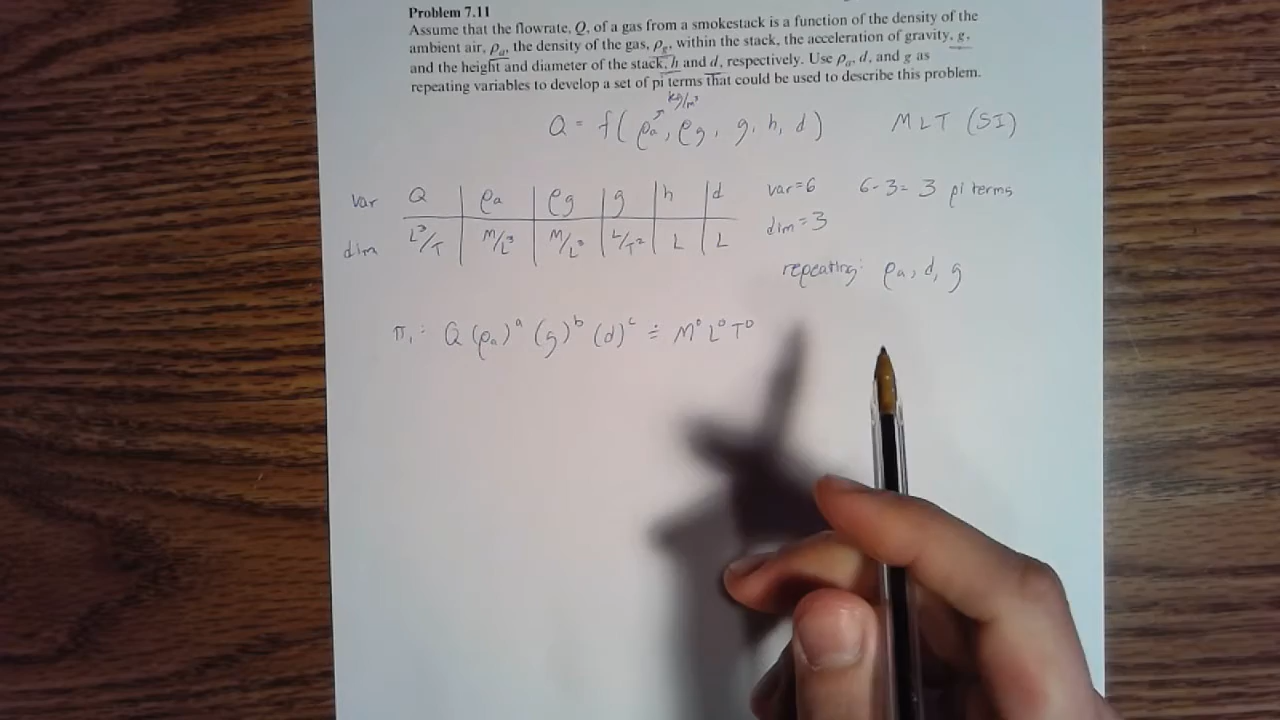 Problem 7.11
Assume that the flowrate, Q, of a gas from a smokestack is a function of the density of the
ambient air, ρa, the density of the gas, ρg, within the stack, the acceleration of gravity, g,
and the height and diameter of the stack, h and d, respectively. Use ρa, d, and g as
repeating variables to develop a set of pi terms that could be used to describe this problem.
kg/m³
Q = f( ρa, ρg, g, h, d ) MLT (SI)
var Q | ρa | ρg | g | h | d
dim L³/T | M/L³ | M/L³ | L/T² | L | L
var=6 6-3= 3 pi terms
dim=3
repeating: ρa, d, g
π₁: Q (ρa)ᵃ (g)ᵇ (d)ᶜ ≐ M⁰L⁰T⁰